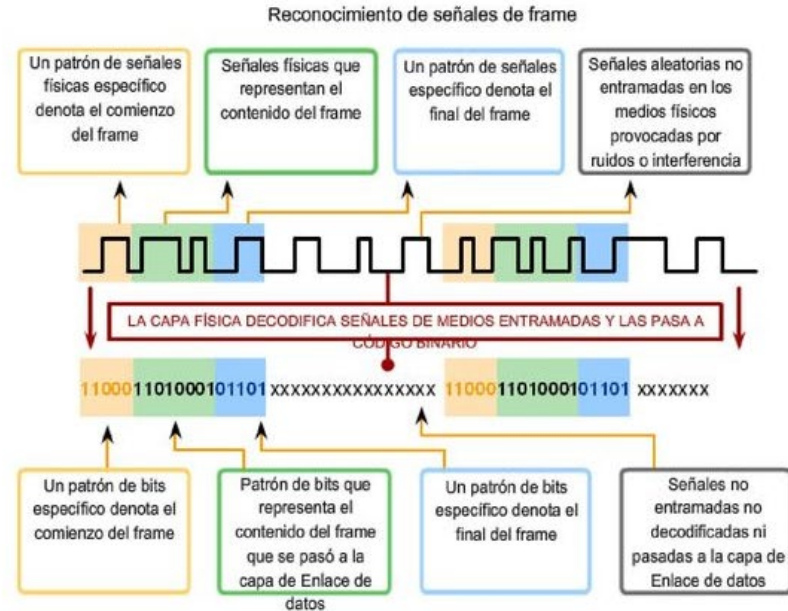 Reconocimiento de señales de frame
Un patrón de señales
físicas específico
denota el comienzo
del frame
Señales físicas que
representan el
contenido del frame
Un patrón de señales
específico denota el
final del frame
Señales aleatorias no
entramadas en los
medios físicos
provocadas por
ruidos o interferencia
LA CAPA FÍSICA DECODIFICA SEÑALES DE MEDIOS ENTRAMADAS Y LAS PASA A
CÓDIGO BINARIO
110001101000101101 xxxxxxxxxxxxxxxx 110001101000101101 xxxxxxx
Un patrón de bits
específico denota el
comienzo del frame
Patrón de bits que
representa el
contenido del frame
que se pasó a la
capa de Enlace de
datos
Un patrón de bits
específico denota el
final del frame
Señales no
entramadas no
decodificadas ni
pasadas a la capa de
Enlace de datos